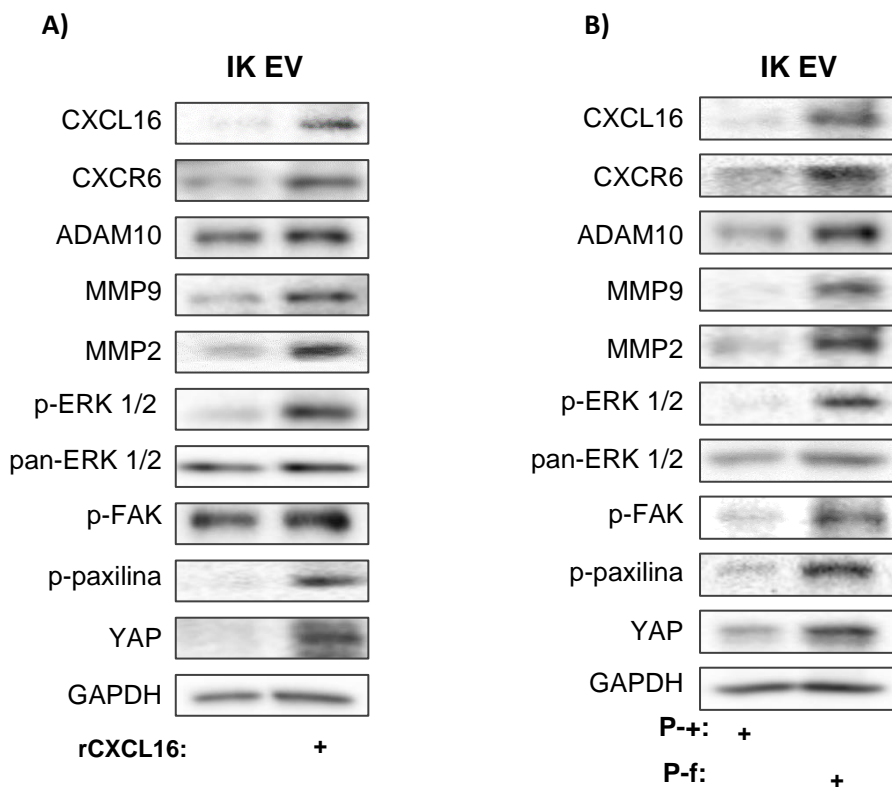 A)
IK EV
CXCL16
CXCR6
ADAM10
MMP9
MMP2
p-ERK 1/2
pan-ERK 1/2
p-FAK
p-paxilina
YAP
GAPDH
rCXCL16: +
B)
IK EV
CXCL16
CXCR6
ADAM10
MMP9
MMP2
p-ERK 1/2
pan-ERK 1/2
p-FAK
p-paxilina
YAP
GAPDH
P-+: +
P-f: +